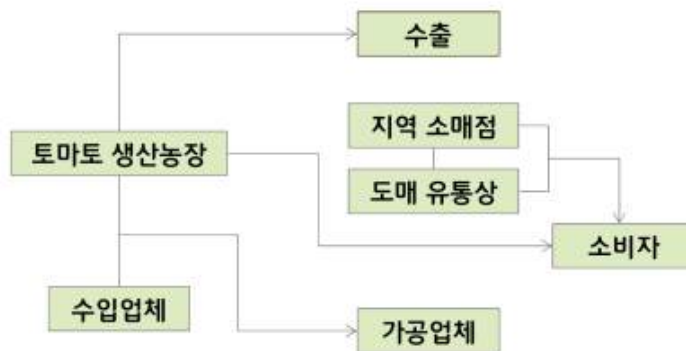 수출
지역 소매점
토마토 생산농장
도매 유통상
소비자
수입업체
가공업체